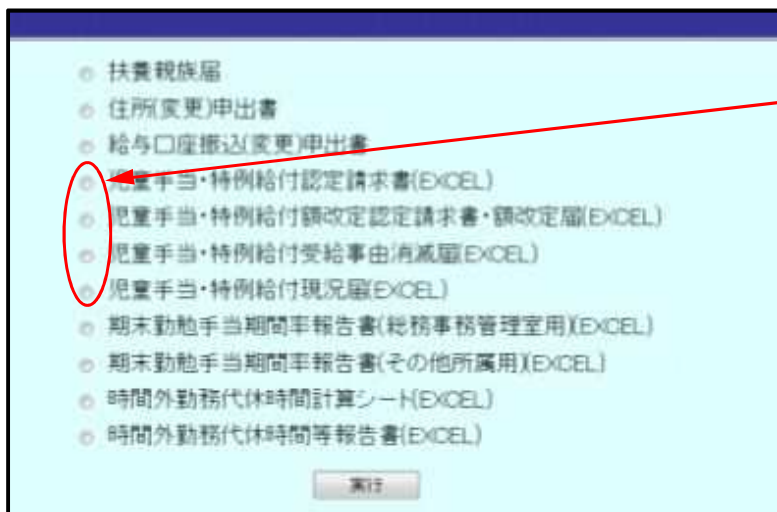 扶養親族届
住所(変更)申出書
給与口座振込(変更)申出書
児童手当・特例給付認定請求書(EXCEL)
児童手当・特例給付額改定認定請求書・額改定届(EXCEL)
児童手当・特例給付受給事由消滅届(EXCEL)
児童手当・特例給付現況届(EXCEL)
期末勤勉手当期間率報告書(総務事務管理室用)(EXCEL)
期末勤勉手当期間率報告書(その他所属用)(EXCEL)
時間外勤務代休時間計算シート(EXCEL)
時間外勤務代休時間等報告書(EXCEL)
実行